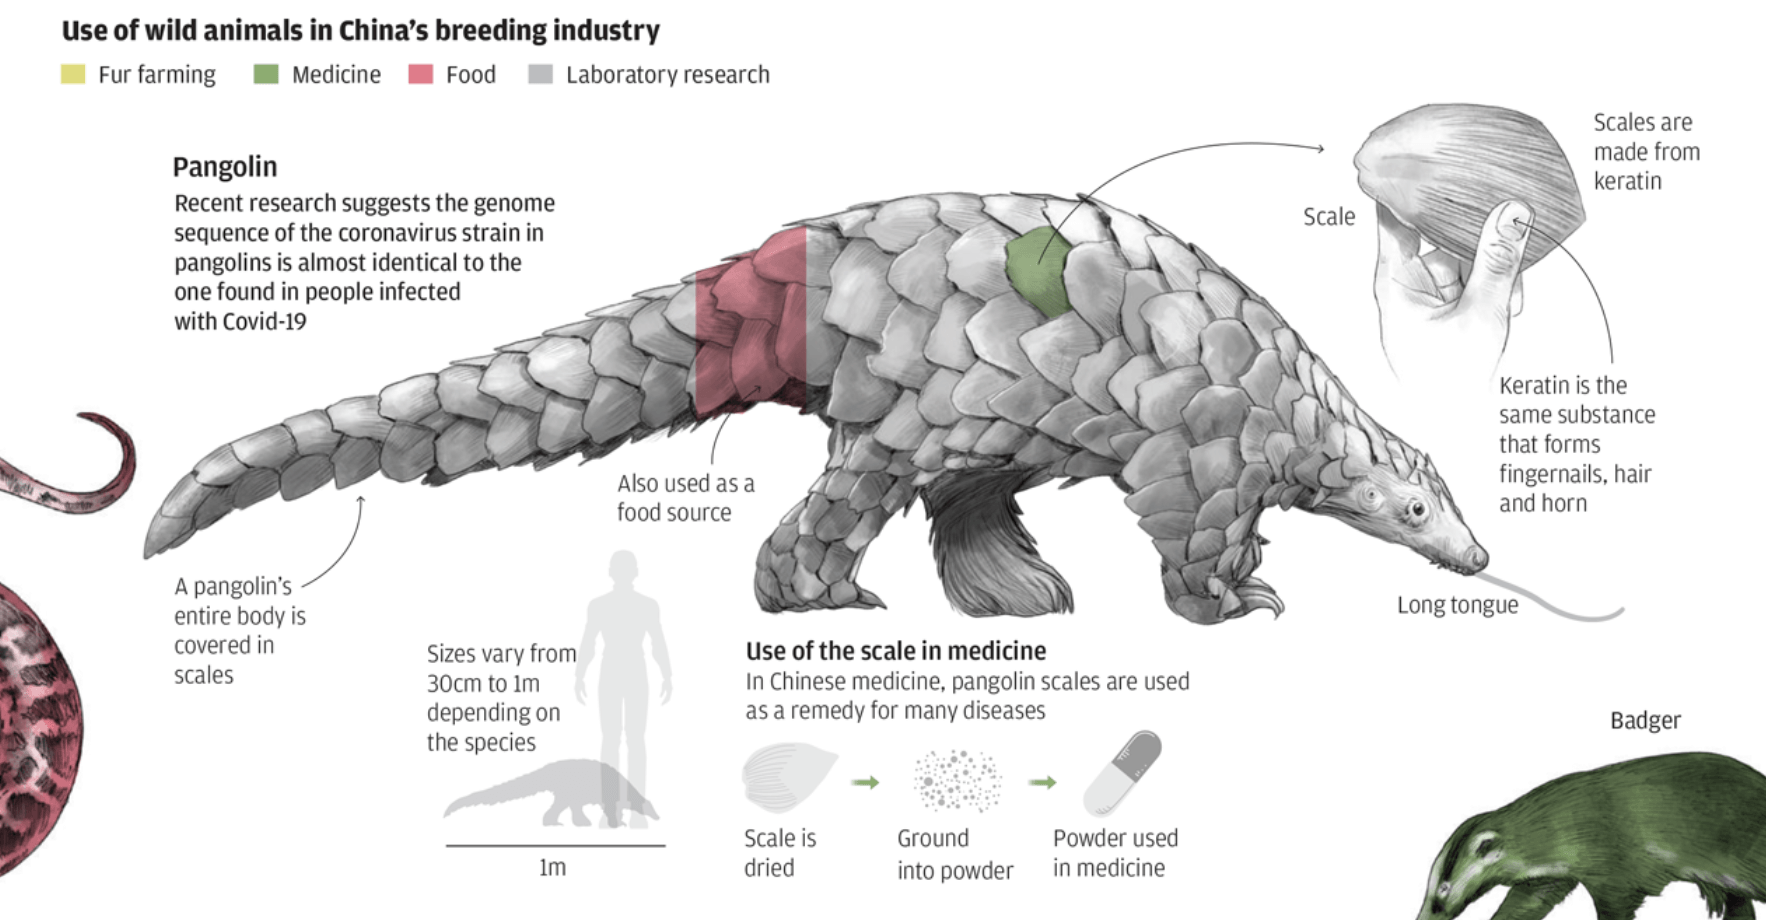 Use of wild animals in China's breeding industry
Fur farming
Medicine
Food
Laboratory research
Pangolin
Recent research suggests the genome
sequence of the coronavirus strain in
pangolins is almost identical to the
one found in people infected
with Covid-19
Scales are
made from
keratin
Scale
Keratin is the
same substance
that forms
fingernails, hair
and horn
Also used as a
food source
A pangolin's
entire body is
covered in
scales
Long tongue
Sizes vary from
30cm to 1m
depending on
the species
1m
Use of the scale in medicine
In Chinese medicine, pangolin scales are used
as a remedy for many diseases
Scale is
dried
Ground
into powder
Powder used
in medicine
Badger